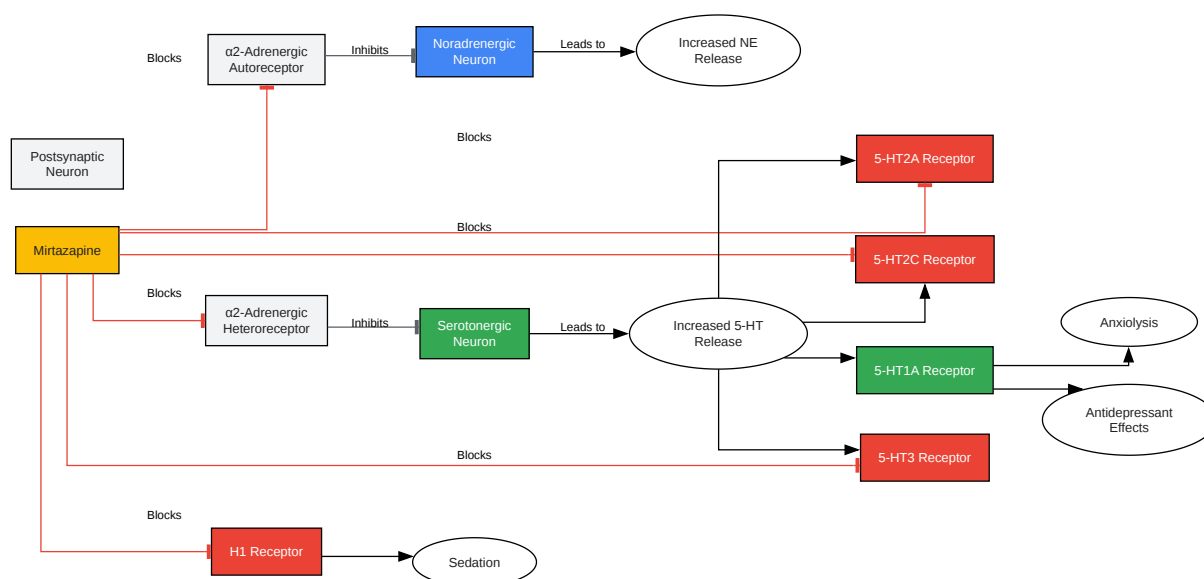 Blocks
α2-Adrenergic
Autoreceptor
Inhibits
Noradrenergic
Neuron
Leads to
Increased NE
Release
Postsynaptic
Neuron
Blocks
5-HT2A Receptor
Mirtazapine
Blocks
5-HT2C Receptor
Blocks
α2-Adrenergic
Heteroreceptor
Inhibits
Serotonergic
Neuron
Leads to
Increased 5-HT
Release
5-HT1A Receptor
Anxiolysis
Antidepressant
Effects
Blocks
5-HT3 Receptor
Blocks
H1 Receptor
Sedation